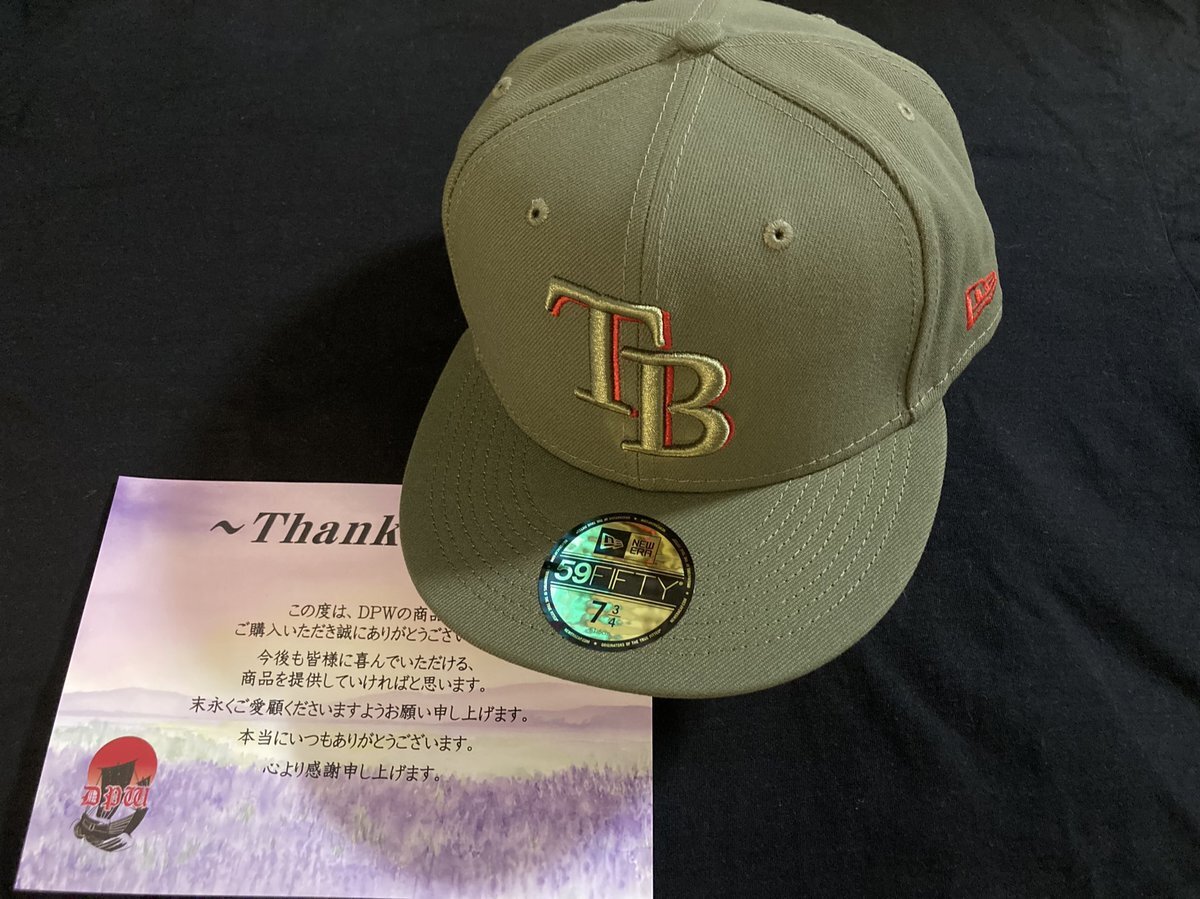 TB
NEW ERA
59FIFTY
7 3/4
ORIGINATORS OF THE TRUE FITTED
~Thank
この度は、DPWの商品
ご購入いただき誠にありがとうござい
今後も皆様に喜んでいただける、
商品を提供していければと思います。
末永くご愛顧くださいますようお願い申し上げます。
本当にいつもありがとうございます。
心より感謝申し上げます。
DPW